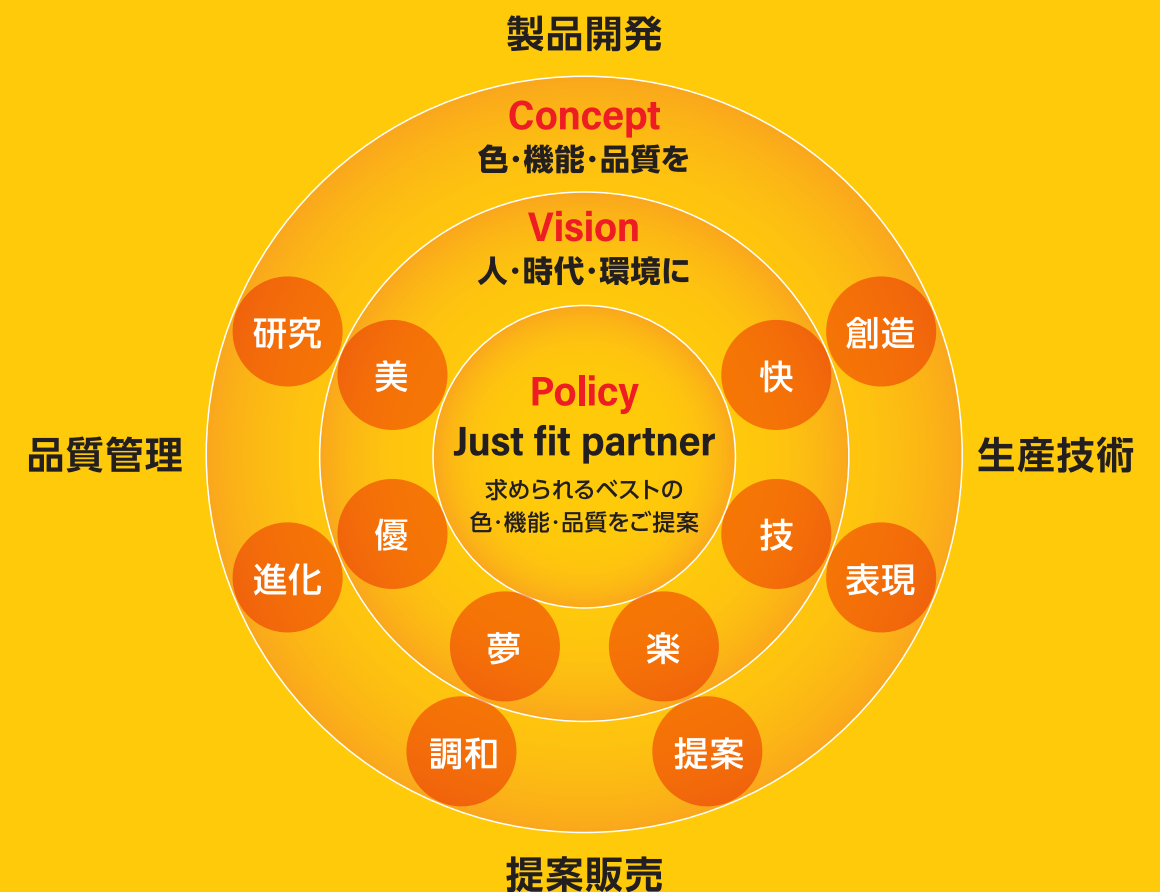 製品開発
Concept
色・機能・品質を
Vision
人・時代・環境に
研究
創造
美
快
Policy
Just fit partner
求められるベストの
色・機能・品質をご提案
品質管理
生産技術
優
技
進化
表現
夢
楽
調和
提案
提案販売